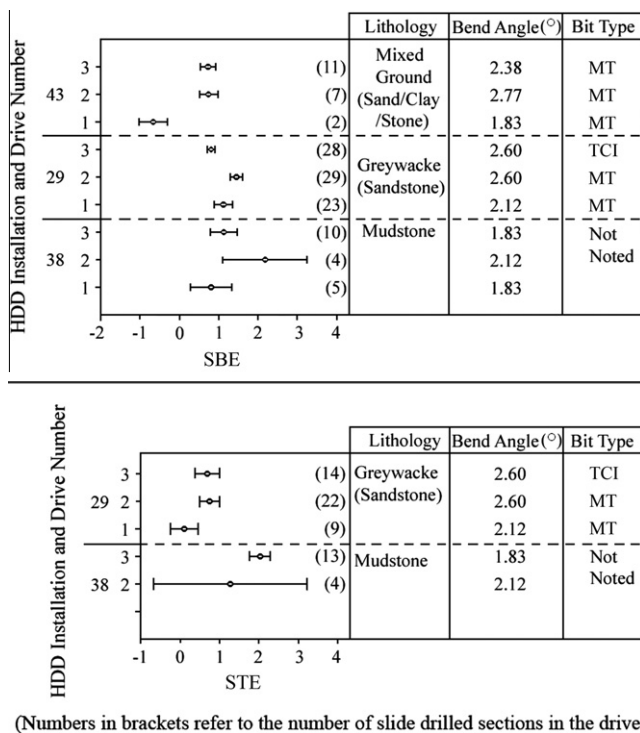 HDD Installation and Drive Number
Lithology Bend Angle(°) Bit Type
43 3 (11) Mixed Ground 2.38 MT
2 (7) (Sand/Clay 2.77 MT
1 (2) /Stone) 1.83 MT
29 3 (28) Greywacke 2.60 TCI
2 (29) (Sandstone) 2.60 MT
1 (23) 2.12 MT
38 3 (10) Mudstone 1.83 Not
2 (4) 2.12 Noted
1 (5) 1.83
-2 -1 0 1 2 3 4
SBE
HDD Installation and Drive Number
Lithology Bend Angle(°) Bit Type
3 (14) Greywacke 2.60 TCI
29 2 (22) (Sandstone) 2.60 MT
1 (9) 2.12 MT
3 (13) Mudstone 1.83 Not
38 2 (4) 2.12 Noted
-1 0 1 2 3 4
STE
(Numbers in brackets refer to the number of slide drilled sections in the drive